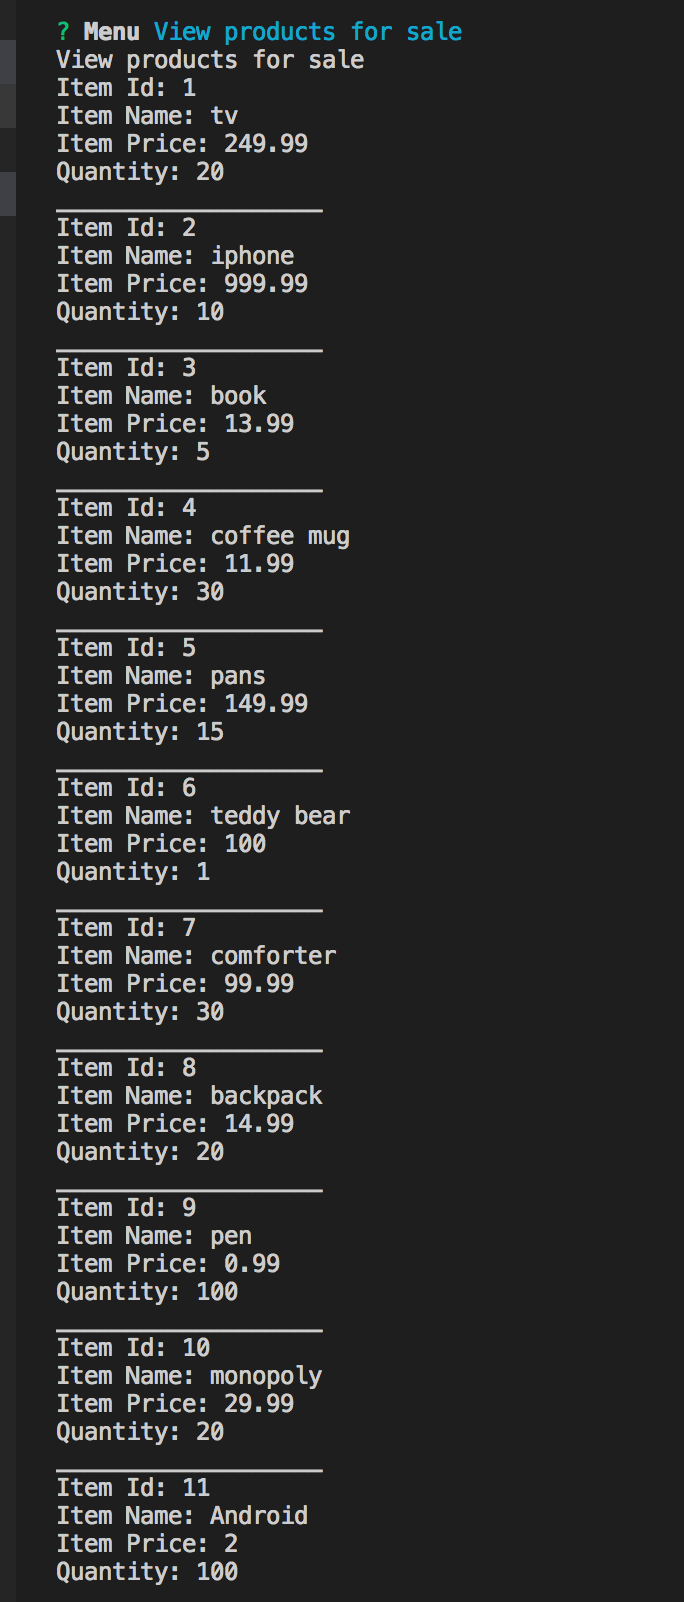 ? Menu View products for sale
View products for sale
Item Id: 1
Item Name: tv
Item Price: 249.99
Quantity: 20
___________________
Item Id: 2
Item Name: iphone
Item Price: 999.99
Quantity: 10
___________________
Item Id: 3
Item Name: book
Item Price: 13.99
Quantity: 5
___________________
Item Id: 4
Item Name: coffee mug
Item Price: 11.99
Quantity: 30
___________________
Item Id: 5
Item Name: pans
Item Price: 149.99
Quantity: 15
___________________
Item Id: 6
Item Name: teddy bear
Item Price: 100
Quantity: 1
___________________
Item Id: 7
Item Name: comforter
Item Price: 99.99
Quantity: 30
___________________
Item Id: 8
Item Name: backpack
Item Price: 14.99
Quantity: 20
___________________
Item Id: 9
Item Name: pen
Item Price: 0.99
Quantity: 100
___________________
Item Id: 10
Item Name: monopoly
Item Price: 29.99
Quantity: 20
___________________
Item Id: 11
Item Name: Android
Item Price: 2
Quantity: 100